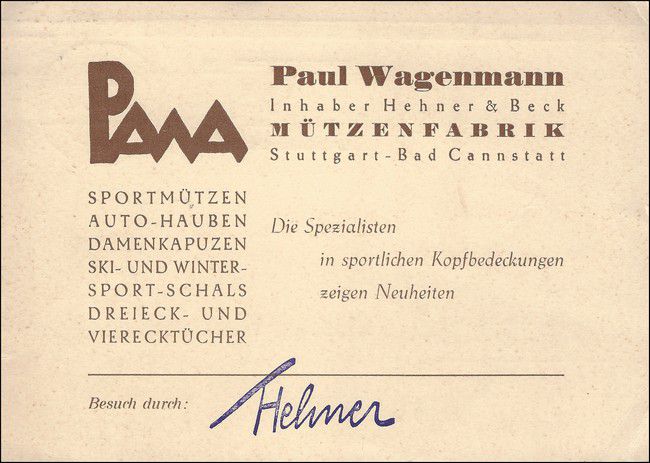 PAWA
Paul Wagenmann
Inhaber Hehner & Beck
MÜTZENFABRIK
Stuttgart-Bad Cannstatt
SPORTMÜTZEN
AUTO-HAUBEN
DAMENKAPUZEN
SKI- UND WINTER-
SPORT-SCHALS
DREIECK- UND
VIERECKTÜCHER
Die Spezialisten
in sportlichen Kopfbedeckungen
zeigen Neuheiten
Besuch durch: Hehner